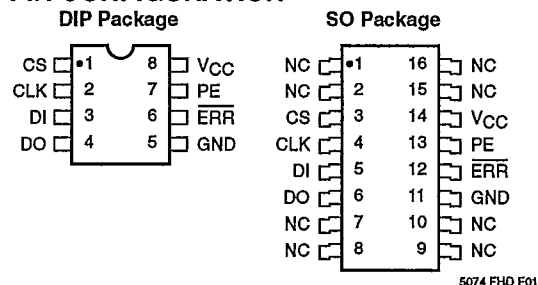 DIP Package
CS 1 8 VCC
CLK 2 7 PE
DI 3 6 ERR
DO 4 5 GND
SO Package
NC 1 16 NC
NC 2 15 NC
CS 3 14 VCC
CLK 4 13 PE
DI 5 12 ERR
DO 6 11 GND
NC 7 10 NC
NC 8 9 NC
5074 FHD F01